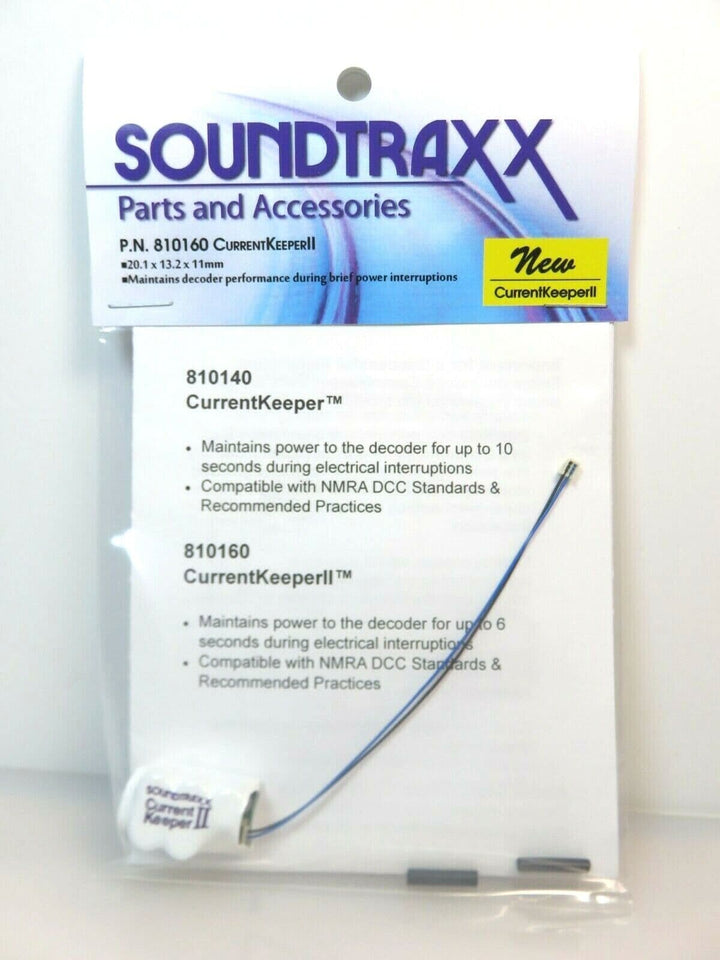 SOUNDTRAXX
Parts and Accessories
P.N. 810160 CURRENTKEEPERII
▪20.1 x 13.2 x 11mm
▪Maintains decoder performance during brief power interruptions
New
CurrentKeeperII
810140
CurrentKeeper™
• Maintains power to the decoder for up to 10
seconds during electrical interruptions
• Compatible with NMRA DCC Standards &
Recommended Practices
810160
CurrentKeeperII™
• Maintains power to the decoder for up to 6
seconds during electrical interruptions
• Compatible with NMRA DCC Standards &
Recommended Practices
SOUNDTRAXX
Current
Keeper II